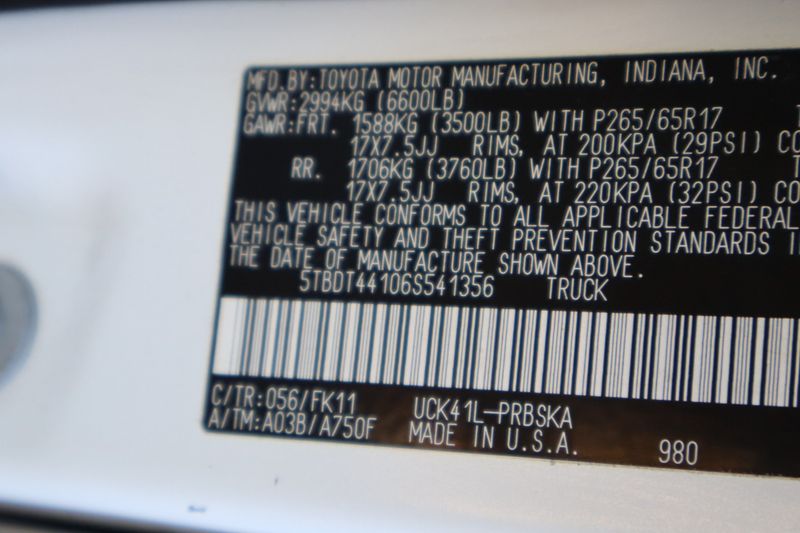 MFD.BY:TOYOTA MOTOR MANUFACTURING, INDIANA, INC.
GVWR:2994KG (6600LB)
GAWR:FRT. 1588KG (3500LB) WITH P265/65R17
17X7.5JJ RIMS, AT 200KPA (29PSI)
RR. 1706KG (3760LB) WITH P265/65R17
17X7.5JJ RIMS, AT 220KPA (32PSI)
THIS VEHICLE CONFORMS TO ALL APPLICABLE FEDERAL
VEHICLE SAFETY AND THEFT PREVENTION STANDARDS
THE DATE OF MANUFACTURE SHOWN ABOVE.
5TBDT44106S541356 TRUCK
C/TR:056/FK11 UCK41L-PRBSKA
A/TM:A03B/A750F MADE IN U.S.A. 980